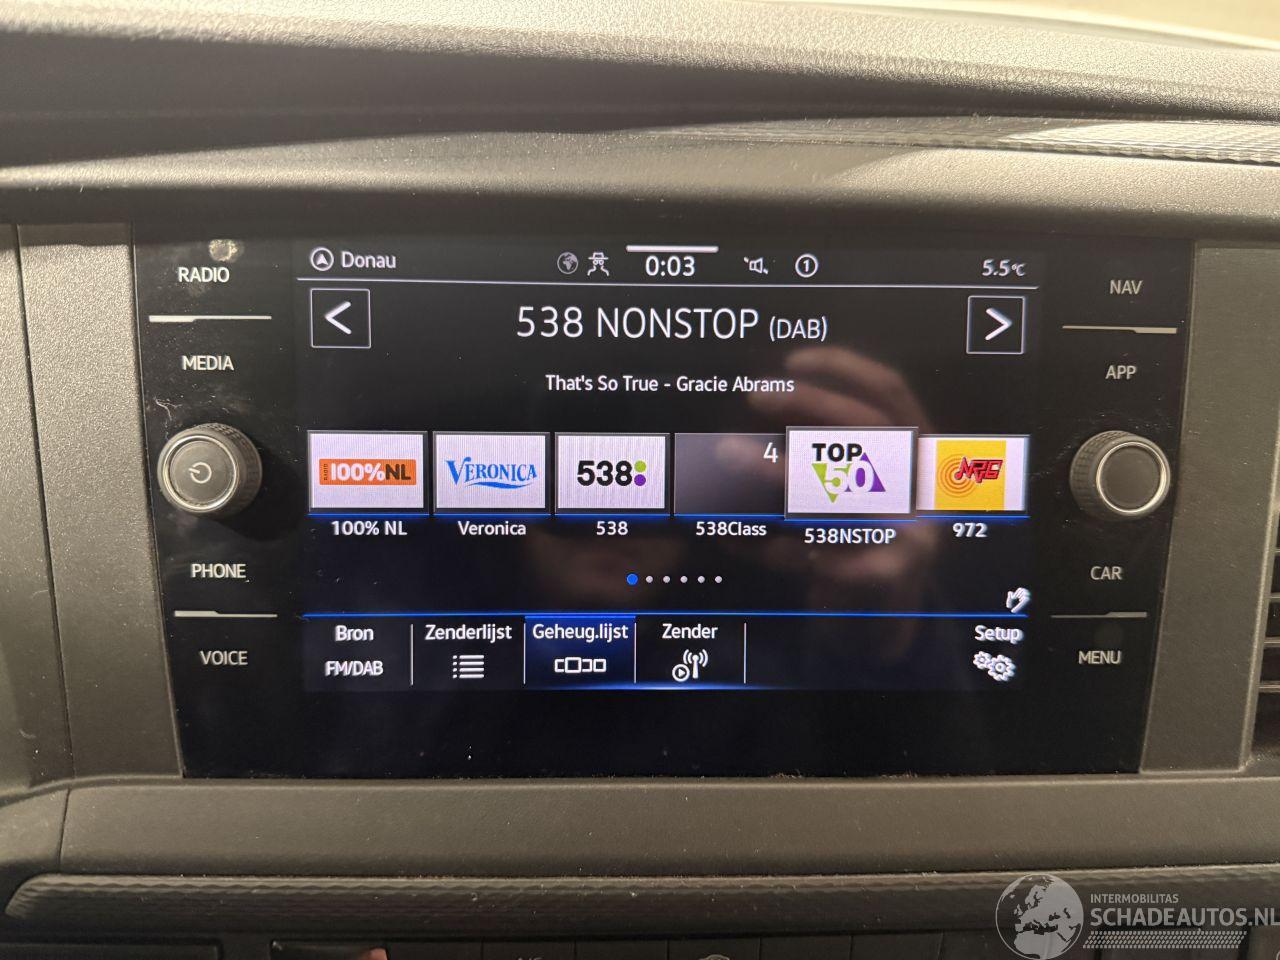 RADIO
MEDIA
PHONE
VOICE
Donau
0:03
1
5.5°C
538 NONSTOP (DAB)
That's So True - Gracie Abrams
RADIO 100%NL
VERONICA
538
4
TOP 50
100% NL
Veronica
538
538Class
538NSTOP
972
Bron
FM/DAB
Zenderlijst
Geheug.lijst
Zender
Setup
NAV
APP
CAR
MENU
INTERMOBILITAS
SCHADEAUTOS.NL